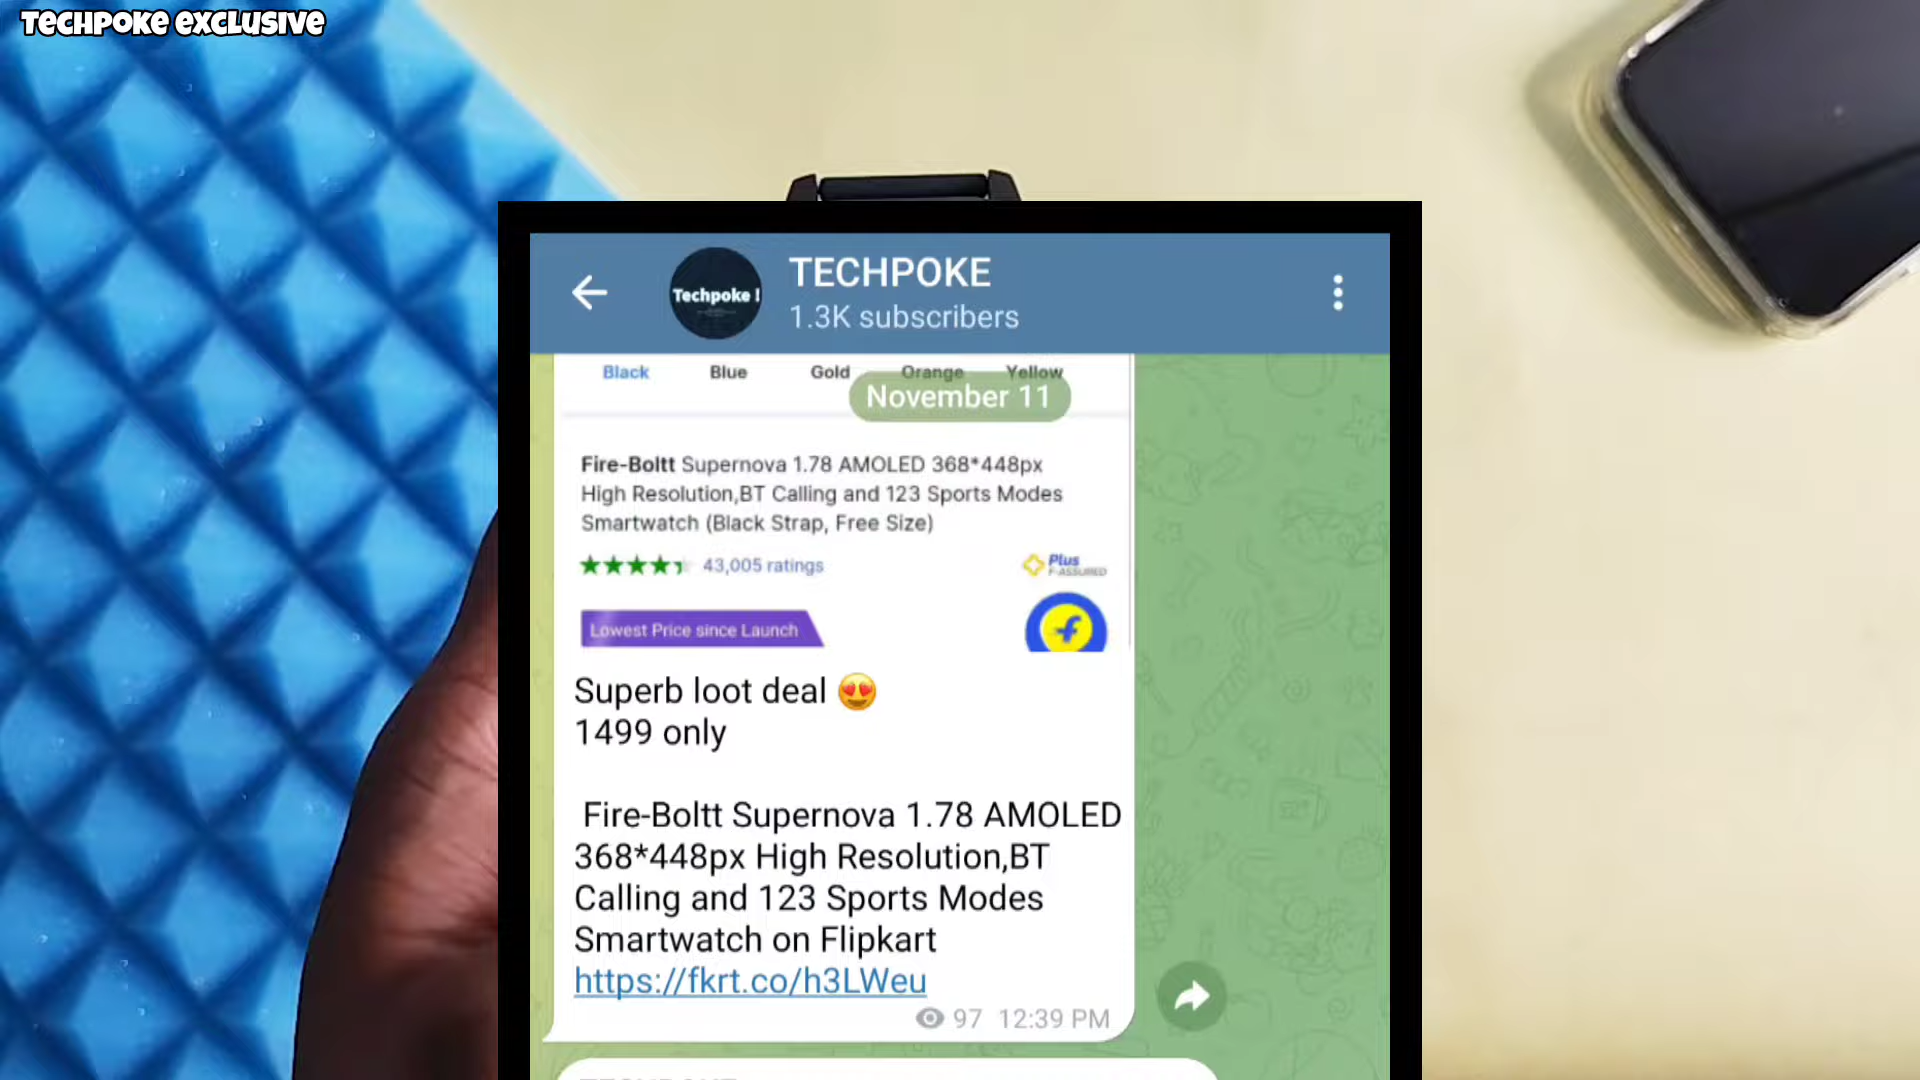 TECHPOKE EXCLUSIVE
TECHPOKE
Techpoke !
1.3K subscribers
Black Blue Gold Orange Yellow
November 11
Fire-Boltt Supernova 1.78 AMOLED 368*448px
High Resolution,BT Calling and 123 Sports Modes
Smartwatch (Black Strap, Free Size)
43,005 ratings
Plus
F-ASSURED
Lowest Price since Launch
Superb loot deal 😍
1499 only
Fire-Boltt Supernova 1.78 AMOLED
368*448px High Resolution,BT
Calling and 123 Sports Modes
Smartwatch on Flipkart
https://fkrt.co/h3LWeu
97 12:39 PM